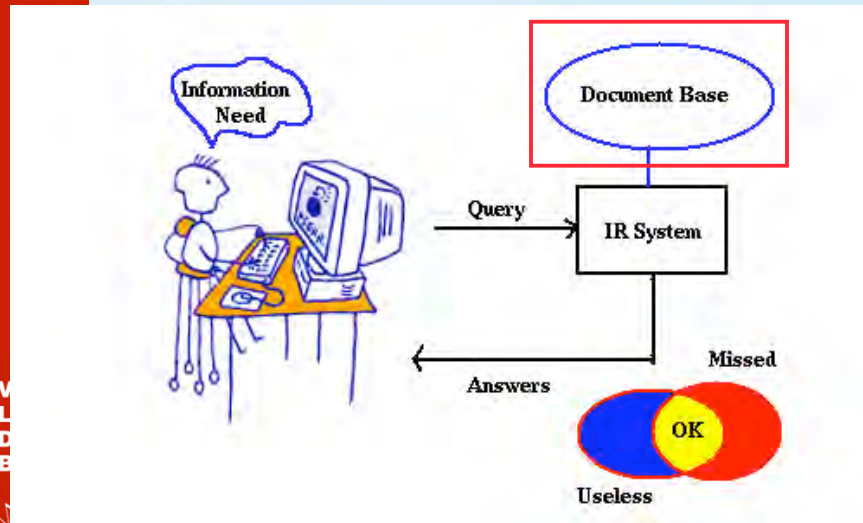 Information
Need
Document Base
Query
IR System
Answers
Missed
OK
Useless
V
L
D
B